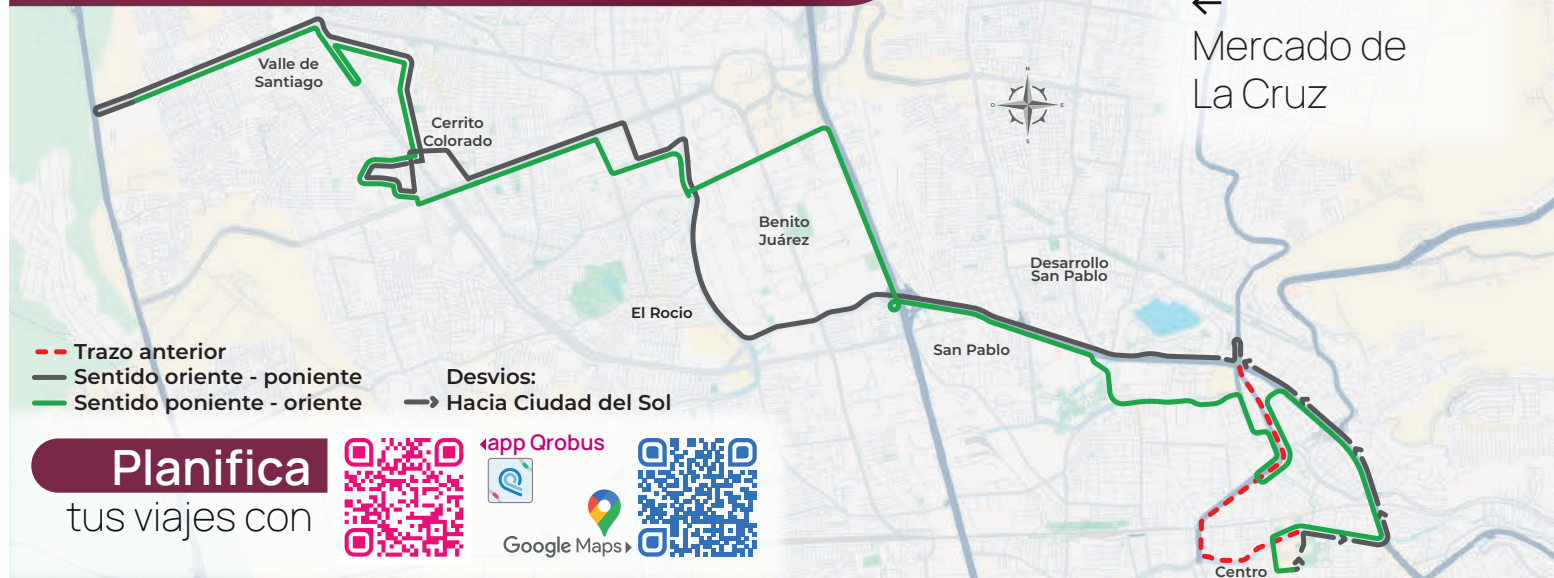 ←
Mercado de
La Cruz
Valle de
Santiago
Cerrito
Colorado
N
O
E
S
Benito
Juárez
Desarrollo
San Pablo
El Rocio
San Pablo
Centro
Trazo anterior
Sentido oriente - poniente
Sentido poniente - oriente
Desvios:
Hacia Ciudad del Sol
Planifica
tus viajes con
app Qrobus
Google Maps